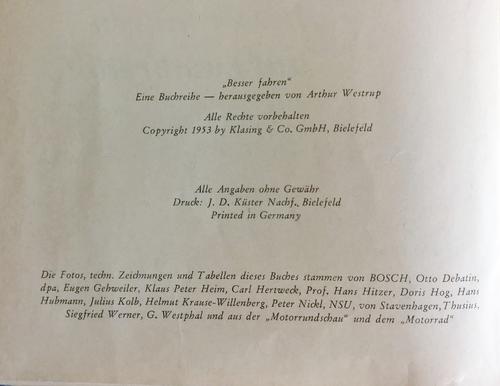 „Besser fahren"
Eine Buchreihe — herausgegeben von Arthur Westrup
Alle Rechte vorbehalten
Copyright 1953 by Klasing & Co. GmbH, Bielefeld
Alle Angaben ohne Gewähr
Druck: J. D. Küster Nachf., Bielefeld
Printed in Germany
Die Fotos, techn. Zeichnungen und Tabellen dieses Buches stammen von BOSCH, Otto Debatin,
dpa, Eugen Gehweiler, Klaus Peter Heim, Carl Hertweck, Prof. Hans Hitzer, Doris Hog, Hans
Hubmann, Julius Kolb, Helmut Krause-Willenberg, Peter Nickl, NSU, von Stavenhagen, Thusius,
Siegfried Werner, G. Westphal und aus der „Motorrundschau" und dem „Motorrad"